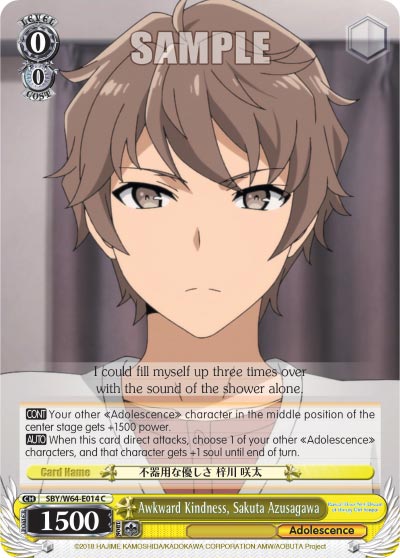 LEVEL
0
0
COST
SAMPLE
I could fill myself up three times over
with the sound of the shower alone.
CONT Your other «Adolescence» character in the middle position of the
center stage gets +1500 power.
AUTO When this card direct attacks, choose 1 of your other «Adolescence»
characters, and that character gets +1 soul until end of turn.
Card Name
不器用な優しさ 梓川 咲太
CH SBY/W64-E014 C
Awkward Kindness, Sakuta Azusagawa
1500
POWER
Adolescence
©2018 HAJIME KAMOSHIDA/KADOKAWA CORPORATION AMW/AOBUTA Project